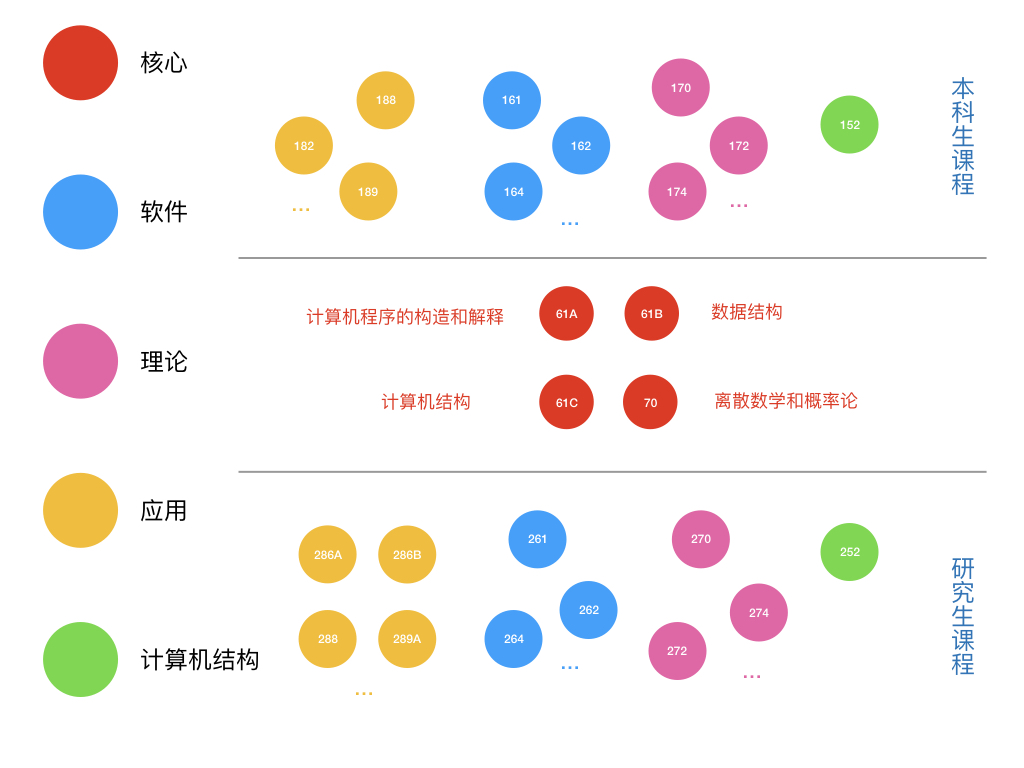 核心
软件
理论
应用
计算机结构
188
182
189
...
161
162
164
...
170
172
174
...
152
本科生课程
计算机程序的构造和解释
61A
61B
数据结构
计算机结构
61C
70
离散数学和概率论
286A
286B
288
289A
...
261
262
264
...
270
274
272
...
252
研究生课程